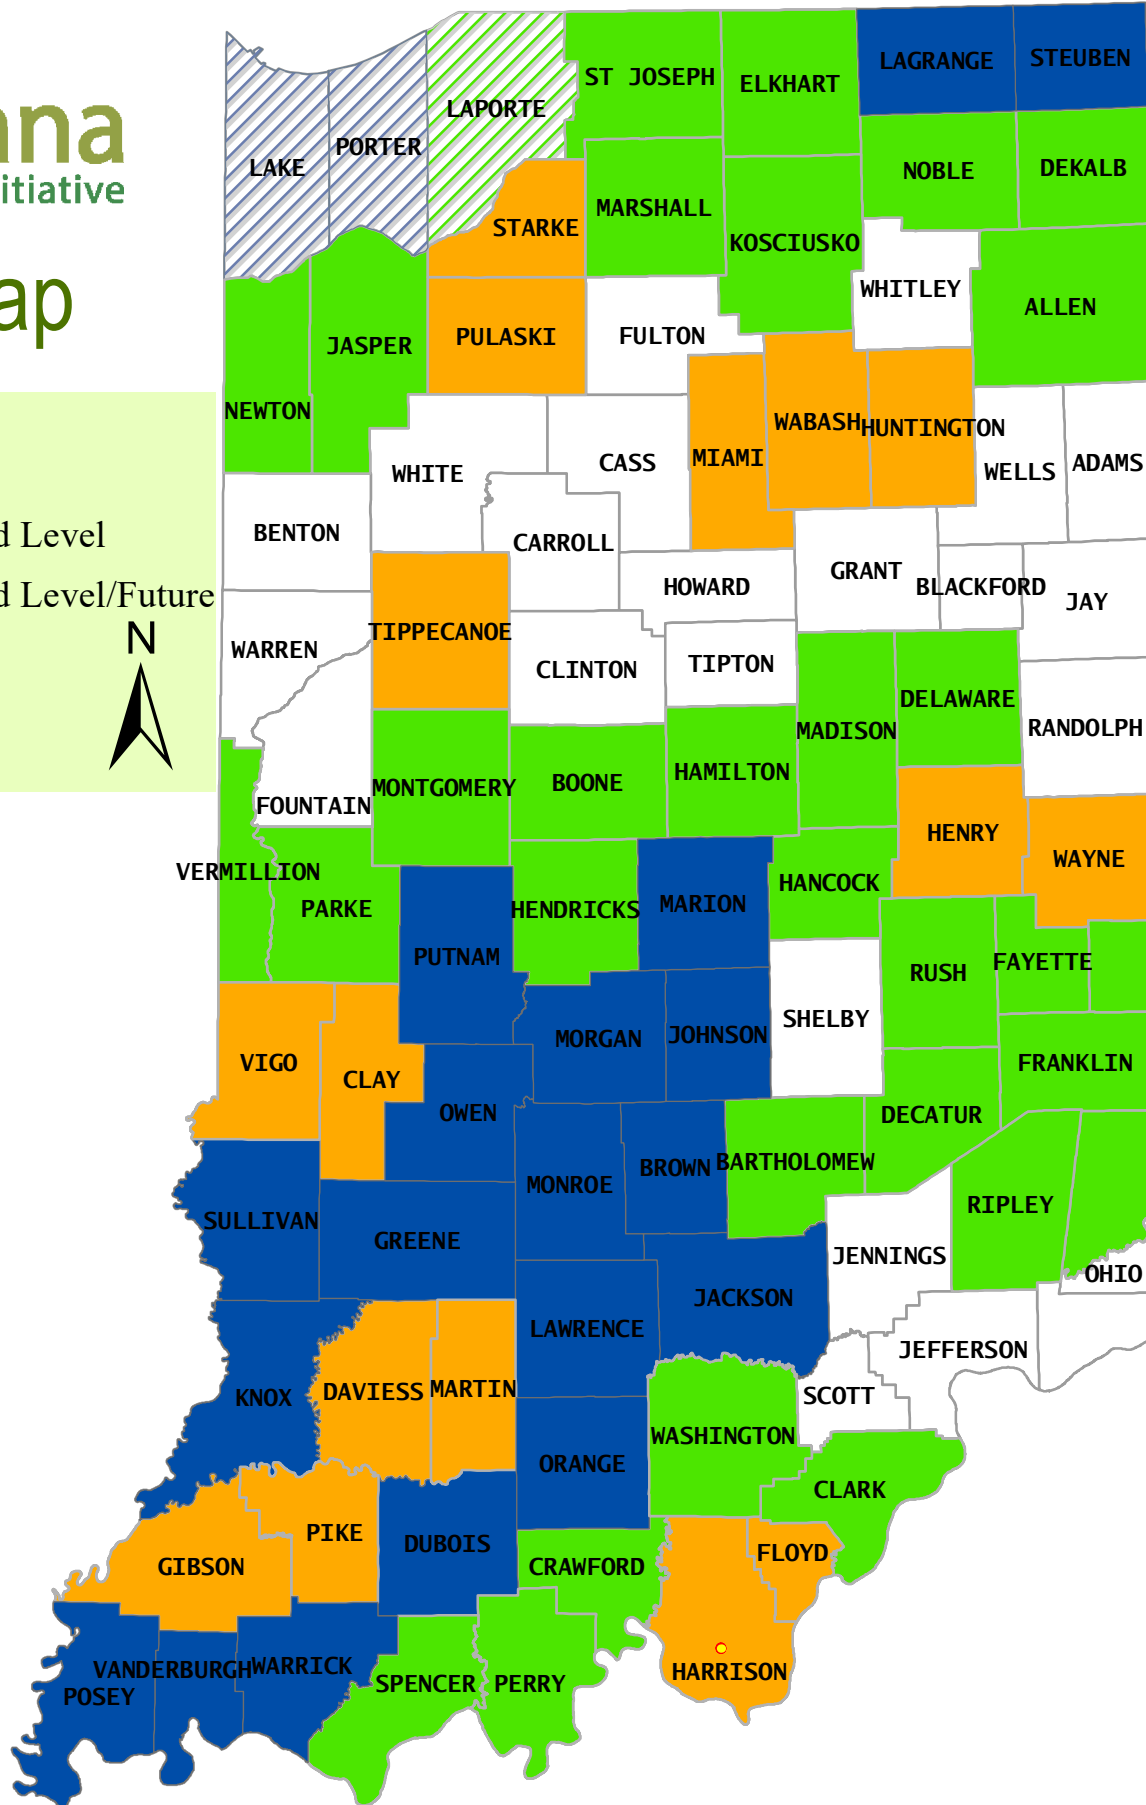 ana
itiative
ap
d Level
d Level/Future
N
LAKE
PORTER
LAPORTE
ST JOSEPH
ELKHART
LAGRANGE
STEUBEN
NOBLE
DEKALB
MARSHALL
STARKE
KOSCIUSKO
WHITLEY
ALLEN
NEWTON
JASPER
PULASKI
FULTON
WHITE
CASS
MIAMI
WABASH
HUNTINGTON
WELLS
ADAMS
BENTON
CARROLL
HOWARD
GRANT
BLACKFORD
JAY
WARREN
TIPPECANOE
CLINTON
TIPTON
MADISON
DELAWARE
RANDOLPH
FOUNTAIN
MONTGOMERY
BOONE
HAMILTON
HENRY
WAYNE
VERMILLION
PARKE
PUTNAM
HENDRICKS
MARION
HANCOCK
RUSH
FAYETTE
VIGO
CLAY
OWEN
MORGAN
JOHNSON
SHELBY
FRANKLIN
DECATUR
SULLIVAN
GREENE
MONROE
BROWN
BARTHOLOMEW
JENNINGS
RIPLEY
OHIO
KNOX
DAVIESS
MARTIN
LAWRENCE
JACKSON
JEFFERSON
SCOTT
ORANGE
WASHINGTON
CLARK
GIBSON
PIKE
DUBOIS
CRAWFORD
FLOYD
HARRISON
POSEY
VANDERBURGH
WARRICK
SPENCER
PERRY